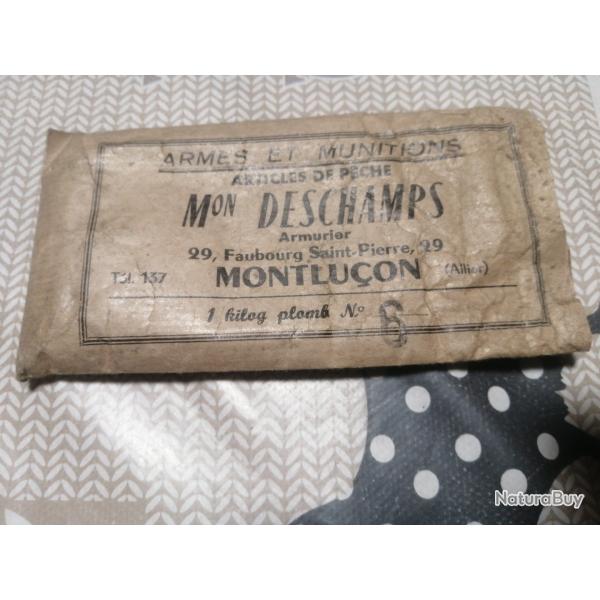 ARMES ET MUNITIONS
ARTICLES DE PÊCHE
MON DESCHAMPS
Armurier
29, Faubourg Saint-Pierre, 29
Tél. 137 MONTLUÇON (Allier)
1 kilog plomb No 6
NaturaBuy